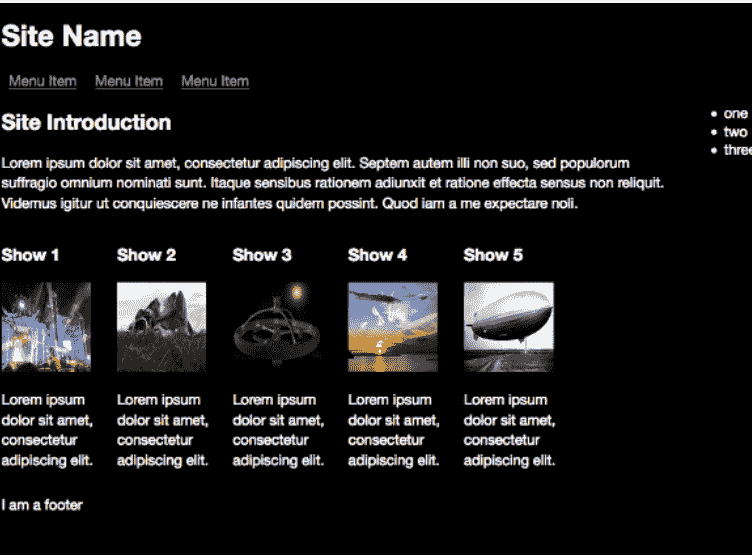 Site Name
Menu Item Menu Item Menu Item
Site Introduction
Lorem ipsum dolor sit amet, consectetur adipiscing elit. Septem autem illi non suo, sed populorum
suffragio omnium nominati sunt. Itaque sensibus rationem adiunxit et ratione effecta sensus non reliquit.
Videmus igitur ut conquiescere ne infantes quidem possint. Quod iam a me expectare noli.
one
two
three
Show 1
Lorem ipsum
dolor sit amet,
consectetur
adipiscing elit.
Show 2
Lorem ipsum
dolor sit amet,
consectetur
adipiscing elit.
Show 3
Lorem ipsum
dolor sit amet,
consectetur
adipiscing elit.
Show 4
Lorem ipsum
dolor sit amet,
consectetur
adipiscing elit.
Show 5
Lorem ipsum
dolor sit amet,
consectetur
adipiscing elit.
I am a footer